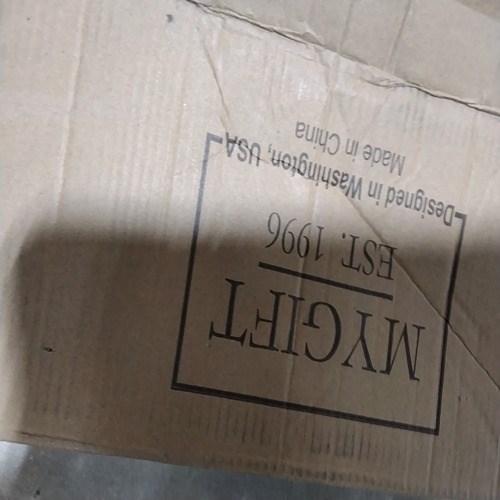 MYGIFT
EST. 1996
Designed in Washington, USA
Made in China